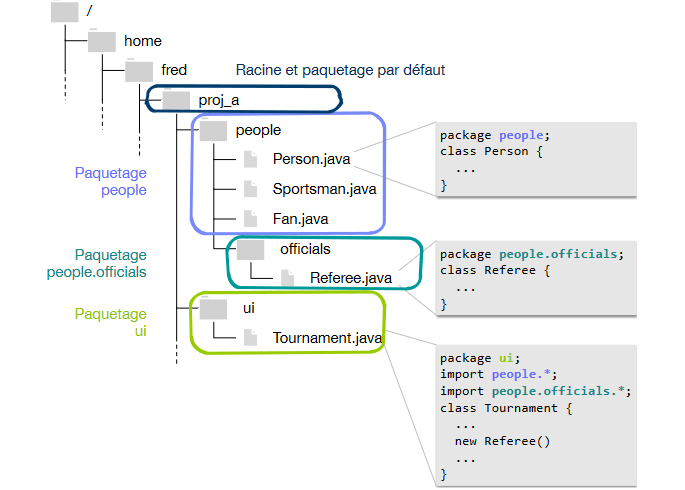 /
home
fred
Racine et paquetage par défaut
proj_a
people
Person.java
Sportsman.java
Fan.java
officials
Referee.java
ui
Tournament.java
Paquetage
people
Paquetage
people.officials
Paquetage
ui
package people;
class Person {
...
}
package people.officials;
class Referee {
...
}
package ui;
import people.*;
import people.officials.*;
class Tournament {
...
new Referee()
...
}